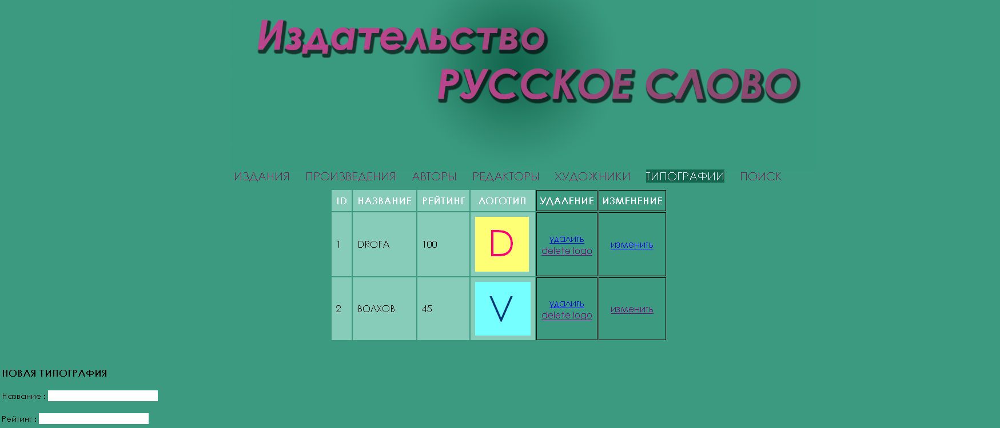 Издательство
РУССКОЕ СЛОВО
ИЗДАНИЯ ПРОИЗВЕДЕНИЯ АВТОРЫ РЕДАКТОРЫ ХУДОЖНИКИ ТИПОГРАФИИ ПОИСК
ID НАЗВАНИЕ РЕЙТИНГ ЛОГОТИП УДАЛЕНИЕ ИЗМЕНЕНИЕ
1 DROFA 100 D удалить delete logo изменить
2 ВОЛХОВ 45 V удалить delete logo изменить
НОВАЯ ТИПОГРАФИЯ
Название :
Рейтинг :